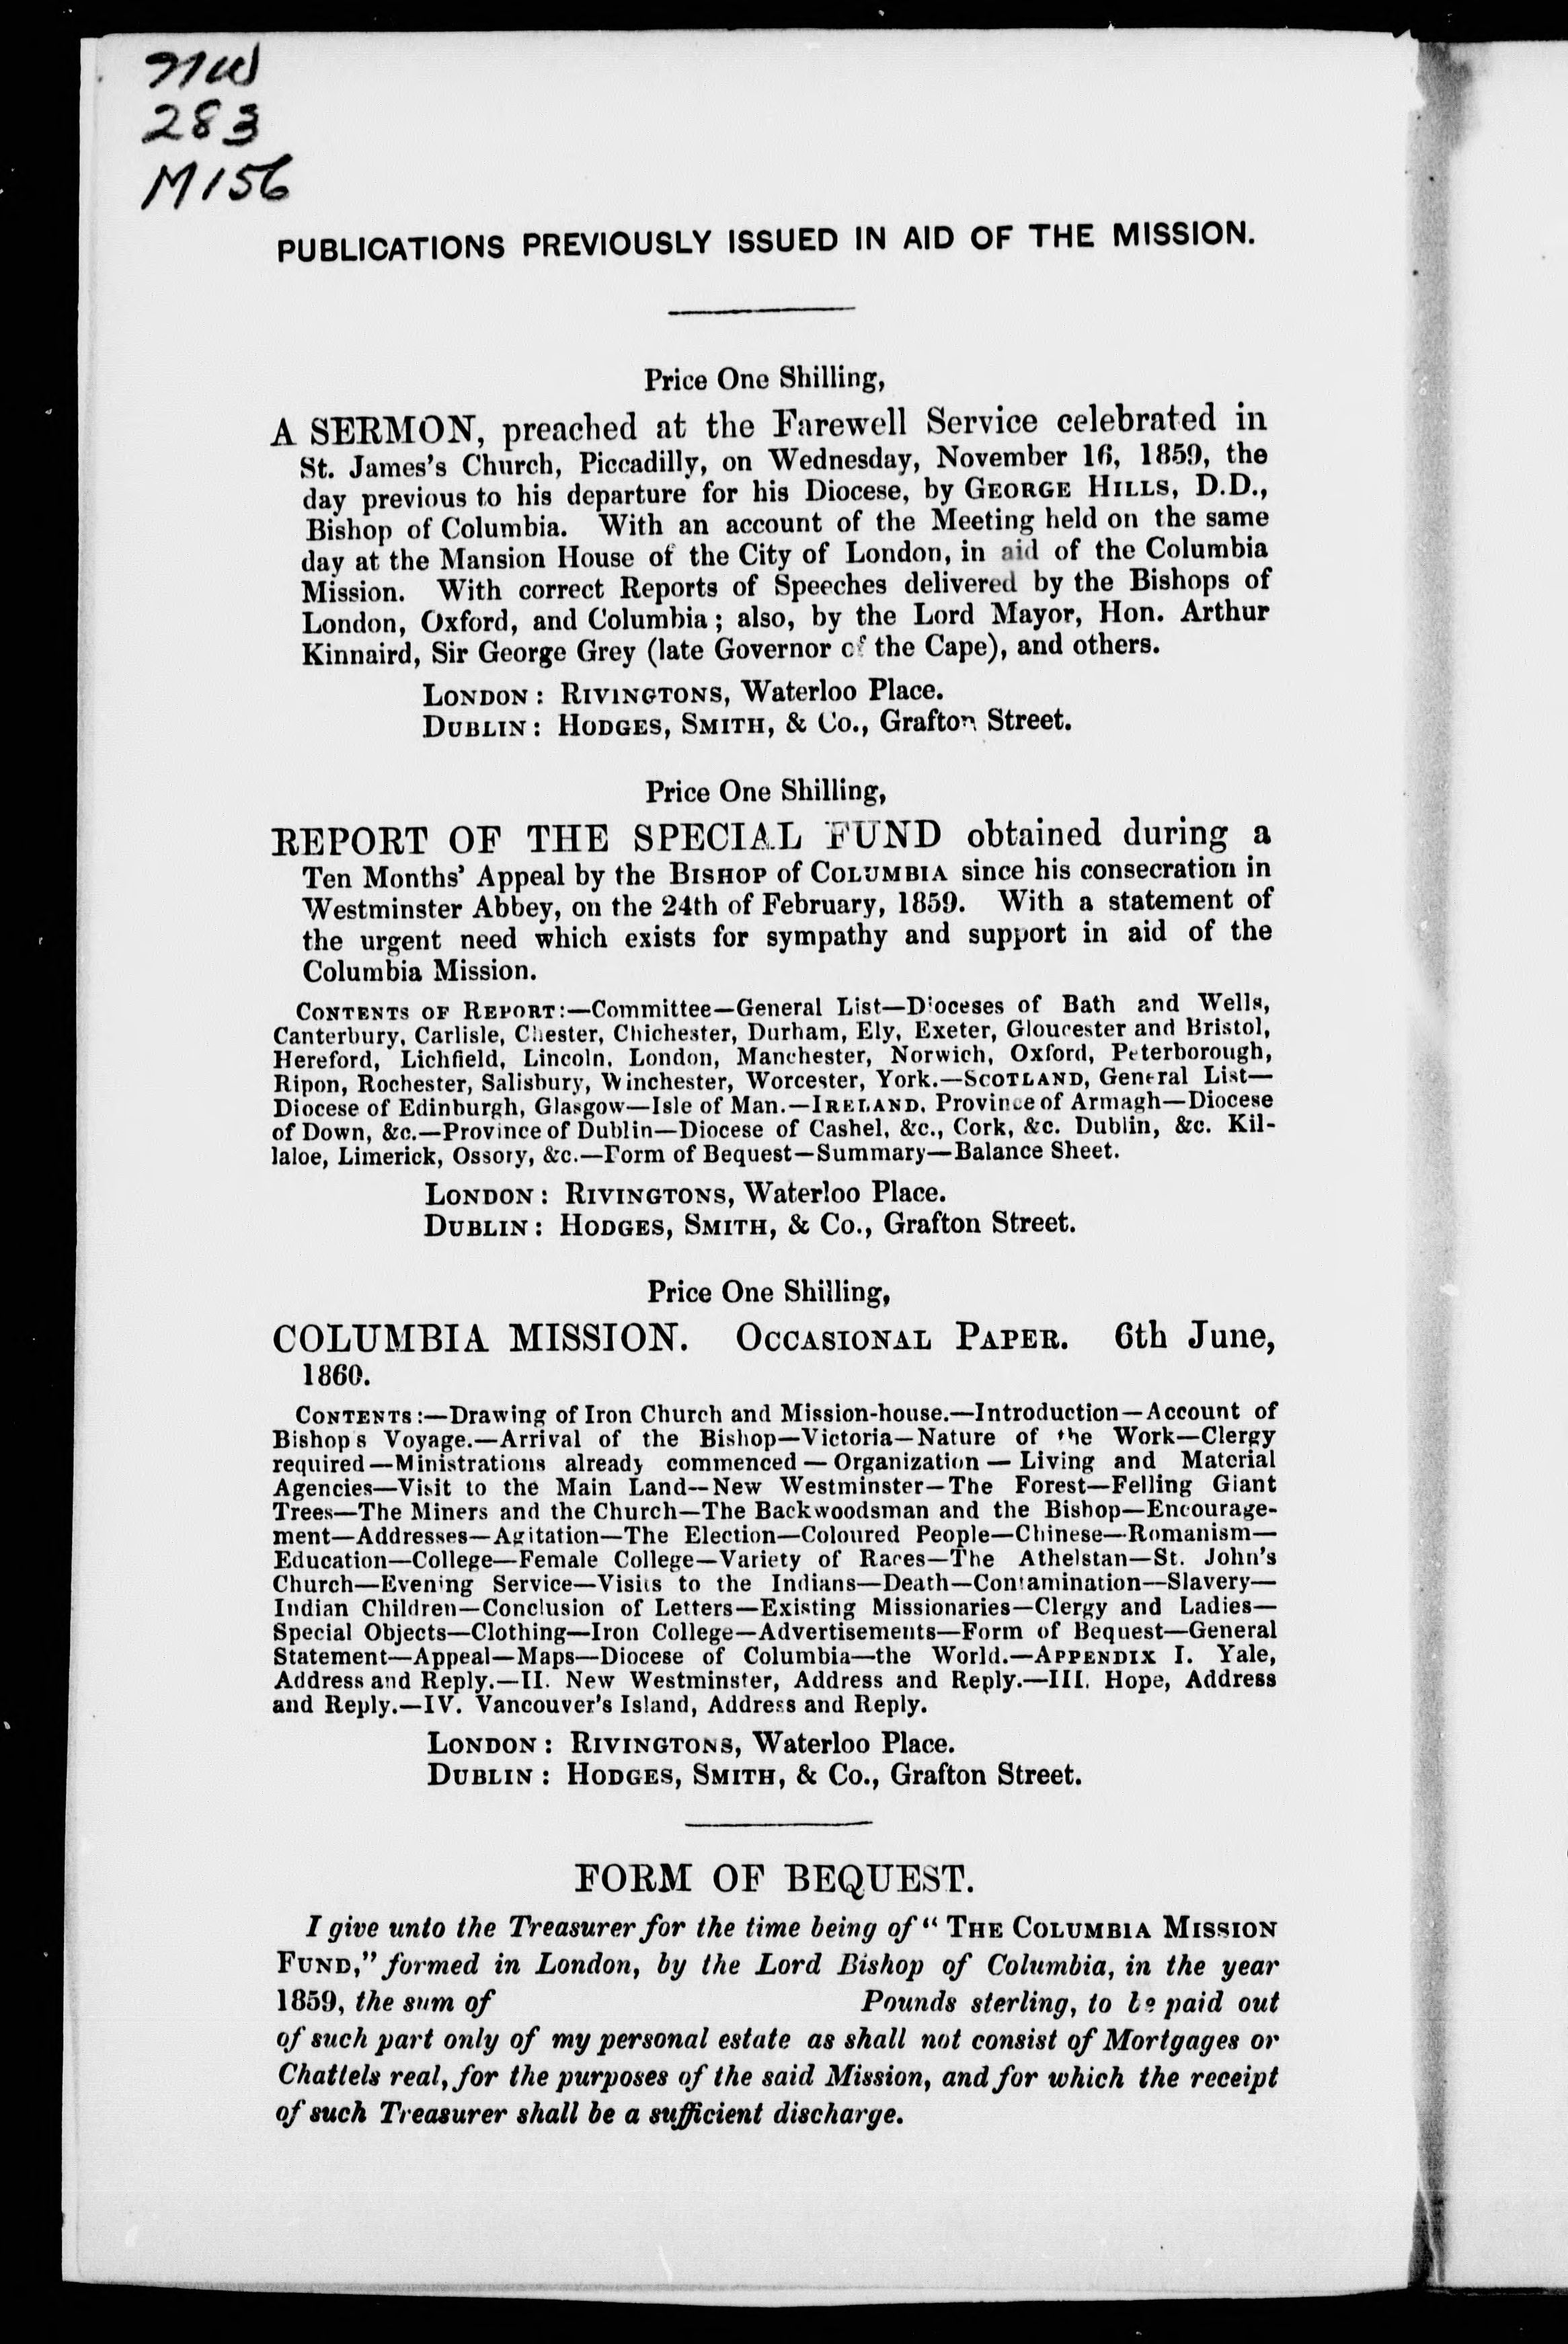 NW
283
M156
PUBLICATIONS PREVIOUSLY ISSUED IN AID OF THE MISSION.
Price One Shilling,
A SERMON, preached at the Farewell Service celebrated in
St. James's Church, Piccadilly, on Wednesday, November 16, 1859, the
day previous to his departure for his Diocese, by GEORGE HILLS, D.D.,
Bishop of Columbia. With an account of the Meeting held on the same
day at the Mansion House of the City of London, in aid of the Columbia
Mission. With correct Reports of Speeches delivered by the Bishops of
London, Oxford, and Columbia; also, by the Lord Mayor, Hon. Arthur
Kinnaird, Sir George Grey (late Governor of the Cape), and others.
LONDON: RIVINGTONS, Waterloo Place.
DUBLIN: HODGES, SMITH, & Co., Grafton Street.
Price One Shilling,
REPORT OF THE SPECIAL FUND obtained during a
Ten Months' Appeal by the BISHOP of COLUMBIA since his consecration in
Westminster Abbey, on the 24th of February, 1859. With a statement of
the urgent need which exists for sympathy and support in aid of the
Columbia Mission.
CONTENTS OF REPORT:—Committee—General List—Dioceses of Bath and Wells,
Canterbury, Carlisle, Chester, Chichester, Durham, Ely, Exeter, Gloucester and Bristol,
Hereford, Lichfield, Lincoln, London, Manchester, Norwich, Oxford, Peterborough,
Ripon, Rochester, Salisbury, Winchester, Worcester, York.—SCOTLAND, General List—
Diocese of Edinburgh, Glasgow—Isle of Man.—IRELAND, Province of Armagh—Diocese
of Down, &c.—Province of Dublin—Diocese of Cashel, &c., Cork, &c. Dublin, &c. Kil-
laloe, Limerick, Ossory, &c.—Form of Bequest—Summary—Balance Sheet.
LONDON: RIVINGTONS, Waterloo Place.
DUBLIN: HODGES, SMITH, & Co., Grafton Street.
Price One Shilling,
COLUMBIA MISSION. OCCASIONAL PAPER. 6th June,
1860.
CONTENTS:—Drawing of Iron Church and Mission-house.—Introduction—Account of
Bishop's Voyage.—Arrival of the Bishop—Victoria—Nature of the Work—Clergy
required—Ministrations already commenced—Organization—Living and Material
Agencies—Visit to the Main Land—New Westminster—The Forest—Felling Giant
Trees—The Miners and the Church—The Backwoodsman and the Bishop—Encourage-
ment—Addresses—Agitation—The Election—Coloured People—Chinese—Romanism—
Education—College—Female College—Variety of Races—The Athelstan—St. John's
Church—Evening Service—Visits to the Indians—Death—Contamination—Slavery—
Indian Children—Conclusion of Letters—Existing Missionaries—Clergy and Ladies—
Special Objects—Clothing—Iron College—Advertisements—Form of Bequest—General
Statement—Appeal—Maps—Diocese of Columbia—the World.—APPENDIX I. Yale,
Address and Reply.—II. New Westminster, Address and Reply.—III. Hope, Address
and Reply.—IV. Vancouver's Island, Address and Reply.
LONDON: RIVINGTONS, Waterloo Place.
DUBLIN: HODGES, SMITH, & Co., Grafton Street.
FORM OF BEQUEST.
I give unto the Treasurer for the time being of "THE COLUMBIA MISSION
FUND," formed in London, by the Lord Bishop of Columbia, in the year
1859, the sum of Pounds sterling, to be paid out
of such part only of my personal estate as shall not consist of Mortgages or
Chattels real, for the purposes of the said Mission, and for which the receipt
of such Treasurer shall be a sufficient discharge.